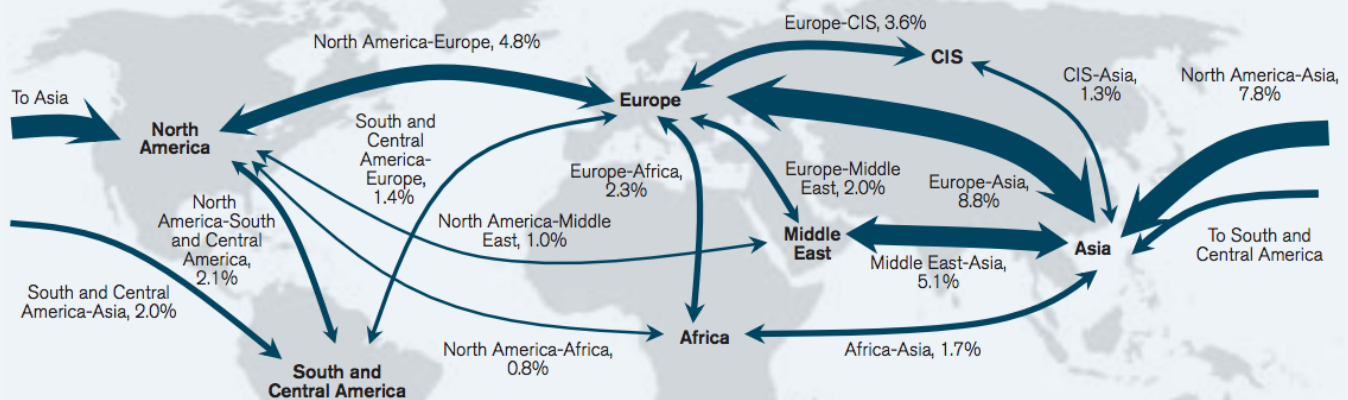 Europe-CIS, 3.6%
North America-Europe, 4.8%
CIS
CIS-Asia,
1.3%
North America-Asia,
7.8%
To Asia
Europe
North
America
South and
Central
America-
Europe,
1.4%
Europe-Africa,
2.3%
Europe-Middle
East, 2.0%
Europe-Asia,
8.8%
North
America-South
and Central
America,
2.1%
North America-Middle
East, 1.0%
Middle
East
Asia
To South and
Central America
Middle East-Asia,
5.1%
South and Central
America-Asia, 2.0%
Africa
North America-Africa,
0.8%
Africa-Asia, 1.7%
South and
Central America